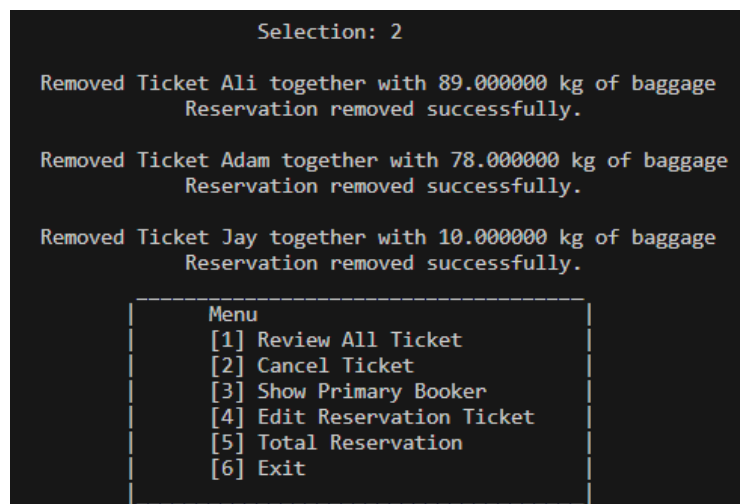 Selection: 2
Removed Ticket Ali together with 89.000000 kg of baggage
Reservation removed successfully.
Removed Ticket Adam together with 78.000000 kg of baggage
Reservation removed successfully.
Removed Ticket Jay together with 10.000000 kg of baggage
Reservation removed successfully.
Menu
[1] Review All Ticket
[2] Cancel Ticket
[3] Show Primary Booker
[4] Edit Reservation Ticket
[5] Total Reservation
[6] Exit